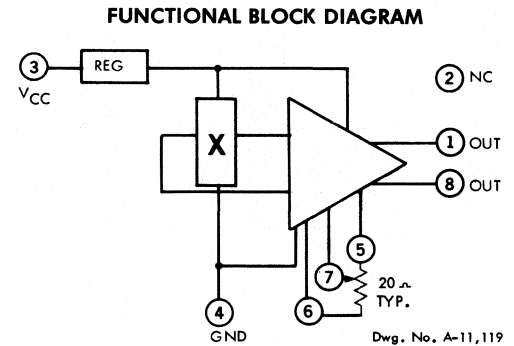 FUNCTIONAL BLOCK DIAGRAM
3 REG
VCC
2 NC
X
1 OUT
8 OUT
5
7
20 Ω
TYP.
6
4
GND
Dwg. No. A-11,119